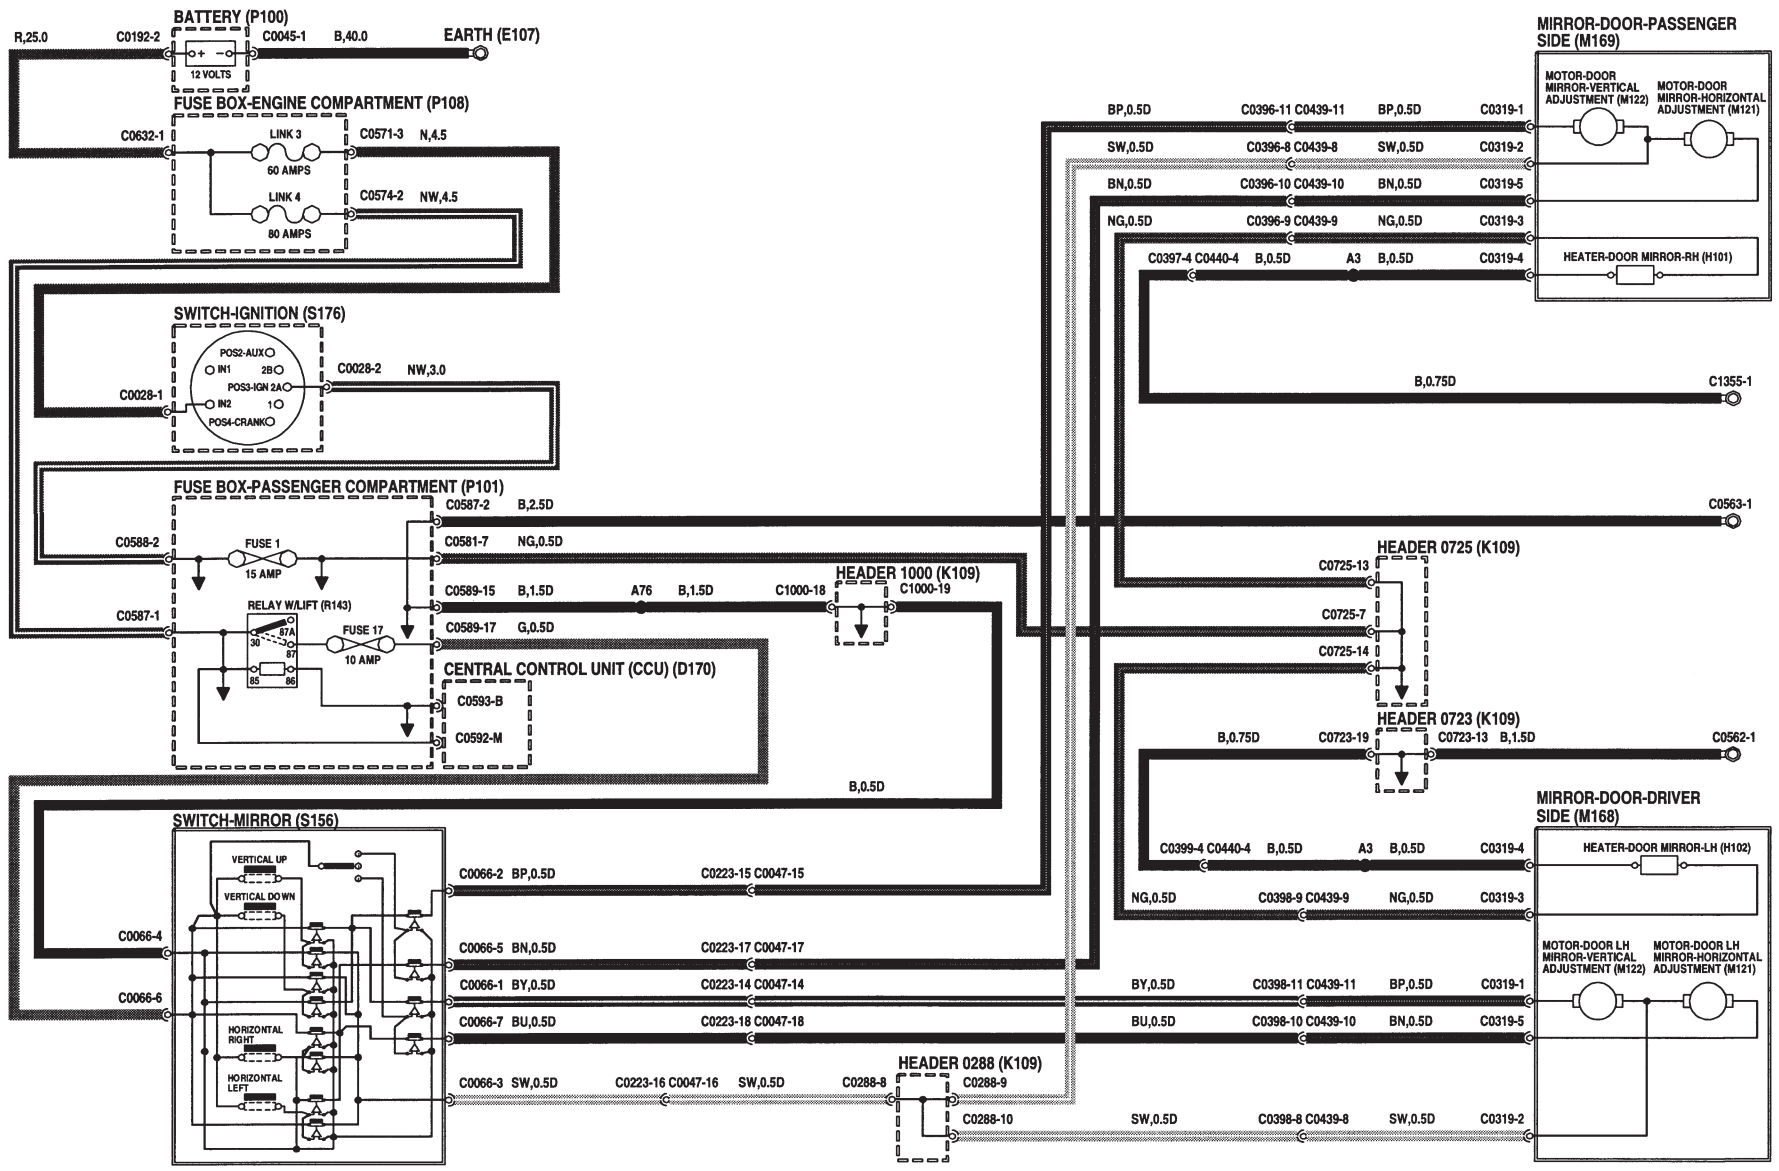 BATTERY (P100)
R,25.0
C0192-2
+
-
12 VOLTS
C0045-1
B,40.0
EARTH (E107)
FUSE BOX-ENGINE COMPARTMENT (P108)
C0632-1
LINK 3
60 AMPS
C0571-3
N,4.5
LINK 4
80 AMPS
C0574-2
NW,4.5
SWITCH-IGNITION (S176)
C0028-1
POS2-AUX
IN1
2B
POS3-IGN 2A
IN2
1
POS4-CRANK
C0028-2
NW,3.0
FUSE BOX-PASSENGER COMPARTMENT (P101)
C0588-2
FUSE 1
15 AMP
C0587-1
RELAY W/LIFT (R143)
30
87A
87
85
86
FUSE 17
10 AMP
C0587-2
B,2.5D
C0581-7
NG,0.5D
C0589-15
B,1.5D
A76
B,1.5D
C1000-18
HEADER 1000 (K109)
C1000-19
C0589-17
G,0.5D
CENTRAL CONTROL UNIT (CCU) (D170)
C0593-B
C0592-M
B,0.5D
SWITCH-MIRROR (S156)
VERTICAL UP
VERTICAL DOWN
HORIZONTAL
RIGHT
HORIZONTAL
LEFT
C0066-4
C0066-6
C0066-2 BP,0.5D
C0223-15 C0047-15
C0066-5 BN,0.5D
C0223-17 C0047-17
C0066-1 BY,0.5D
C0223-14 C0047-14
BY,0.5D
C0398-11 C0439-11
BP,0.5D
C0319-1
C0066-7 BU,0.5D
C0223-18 C0047-18
BU,0.5D
C0398-10 C0439-10
BN,0.5D
C0319-5
C0066-3 SW,0.5D
C0223-16 C0047-16
SW,0.5D
C0288-8
HEADER 0288 (K109)
C0288-9
C0288-10
SW,0.5D
C0398-8 C0439-8
SW,0.5D
C0319-2
MIRROR-DOOR-PASSENGER
SIDE (M169)
MOTOR-DOOR
MIRROR-VERTICAL
ADJUSTMENT (M122)
MOTOR-DOOR
MIRROR-HORIZONTAL
ADJUSTMENT (M121)
BP,0.5D
C0396-11 C0439-11
BP,0.5D
C0319-1
SW,0.5D
C0396-8 C0439-8
SW,0.5D
C0319-2
BN,0.5D
C0396-10 C0439-10
BN,0.5D
C0319-5
NG,0.5D
C0396-9 C0439-9
NG,0.5D
C0319-3
C0397-4 C0440-4
B,0.5D
A3
B,0.5D
C0319-4
HEATER-DOOR MIRROR-RH (H101)
B,0.75D
C1355-1
C0563-1
HEADER 0725 (K109)
C0725-13
C0725-7
C0725-14
HEADER 0723 (K109)
B,0.75D
C0723-19
C0723-13
B,1.5D
C0562-1
MIRROR-DOOR-DRIVER
SIDE (M168)
C0399-4 C0440-4
B,0.5D
A3
B,0.5D
C0319-4
HEATER-DOOR MIRROR-LH (H102)
NG,0.5D
C0398-9 C0439-9
NG,0.5D
C0319-3
MOTOR-DOOR LH
MIRROR-VERTICAL
ADJUSTMENT (M122)
MOTOR-DOOR LH
MIRROR-HORIZONTAL
ADJUSTMENT (M121)